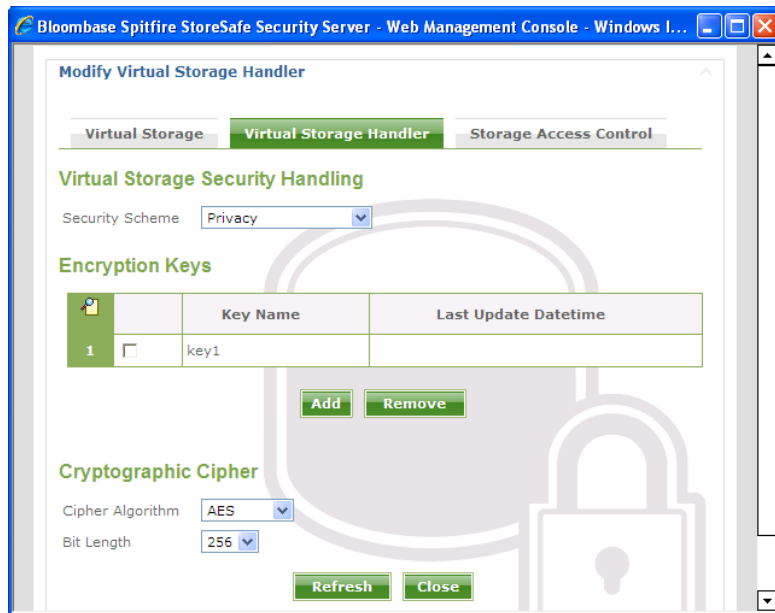 Bloombase Spitfire StoreSafe Security Server - Web Management Console - Windows I...
Modify Virtual Storage Handler
Virtual Storage Virtual Storage Handler Storage Access Control
Virtual Storage Security Handling
Security Scheme Privacy
Encryption Keys
Key Name Last Update Datetime
1 key1
Add Remove
Cryptographic Cipher
Cipher Algorithm AES
Bit Length 256
Refresh Close